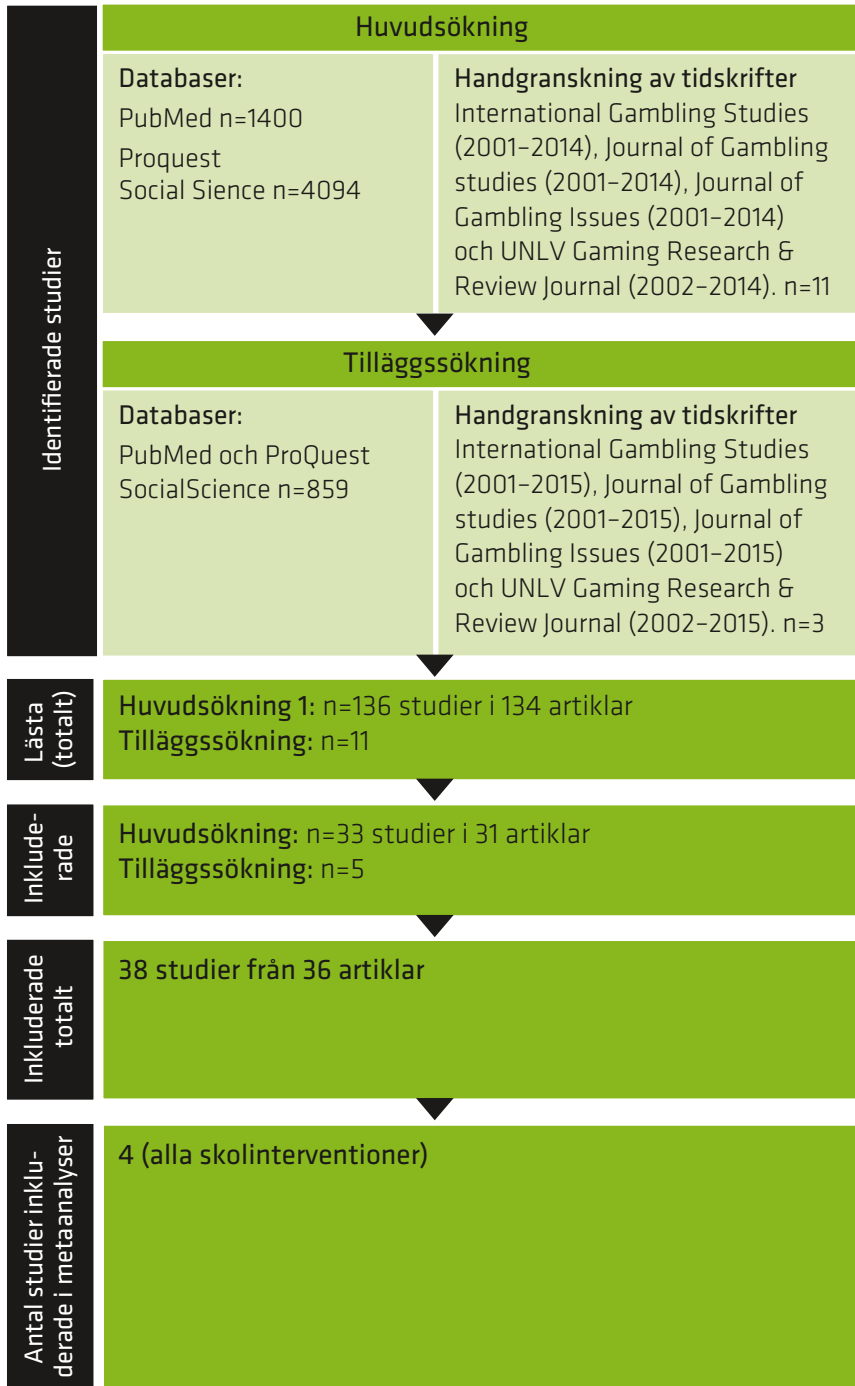 Identifierade studier
Huvudsökning
Databaser:
PubMed n=1400
Proquest
Social Sience n=4094
Handgranskning av tidskrifter
International Gambling Studies
(2001–2014), Journal of Gambling
studies (2001–2014), Journal of
Gambling Issues (2001–2014)
och UNLV Gaming Research &
Review Journal (2002–2014). n=11
Tilläggssökning
Databaser:
PubMed och ProQuest
SocialScience n=859
Handgranskning av tidskrifter
International Gambling Studies
(2001–2015), Journal of Gambling
studies (2001–2015), Journal of
Gambling Issues (2001–2015)
och UNLV Gaming Research &
Review Journal (2002–2015). n=3
Lästa
(totalt)
Huvudsökning 1: n=136 studier i 134 artiklar
Tilläggssökning: n=11
Inklude-
rade
Huvudsökning: n=33 studier i 31 artiklar
Tilläggssökning: n=5
Inkluderade
totalt
38 studier från 36 artiklar
Antal studier inklu-
derade i metaanalyser
4 (alla skolinterventioner)